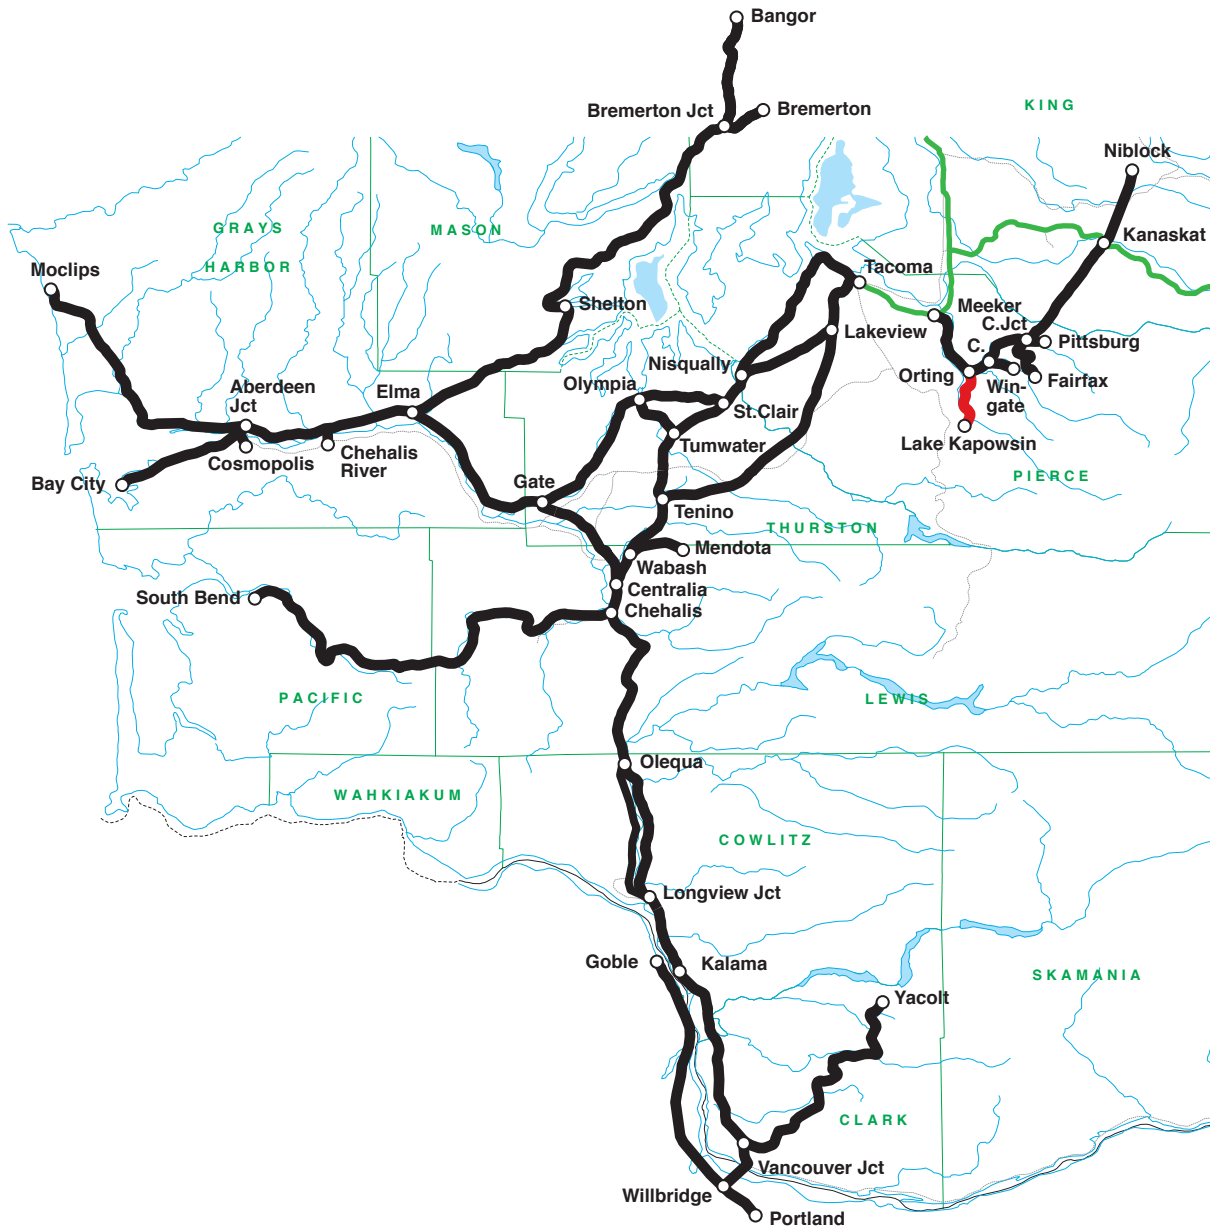 Bangor
Bremerton Jct
Bremerton
KING
Niblock
GRAYS
HARBOR
MASON
Kanaskat
Moclips
Tacoma
Shelton
Meeker
Lakeview
C.Jct
Pittsburg
C.
Nisqually
Orting
Win-
gate
Fairfax
Aberdeen
Jct
Elma
Olympia
St.Clair
Lake Kapowsin
Tumwater
Cosmopolis
Chehalis
River
Bay City
Gate
PIERCE
Tenino
THURSTON
Mendota
Wabash
Centralia
South Bend
Chehalis
PACIFIC
LEWIS
Olequa
WAHKIAKUM
COWLITZ
Longview Jct
Goble
Kalama
SKAMANIA
Yacolt
CLARK
Vancouver Jct
Willbridge
Portland